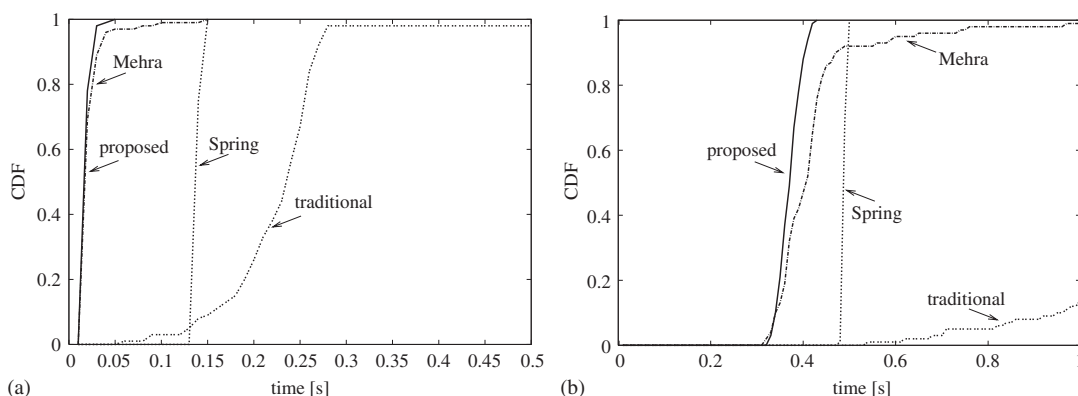 1
0.8
0.6
0.4
0.2
0
CDF
Mehra
proposed
Spring
traditional
0 0.05 0.1 0.15 0.2 0.25 0.3 0.35 0.4 0.45 0.5
time [s]
(a)
1
0.8
0.6
0.4
0.2
0
CDF
Mehra
proposed
Spring
traditional
0 0.2 0.4 0.6 0.8 1
time [s]
(b)